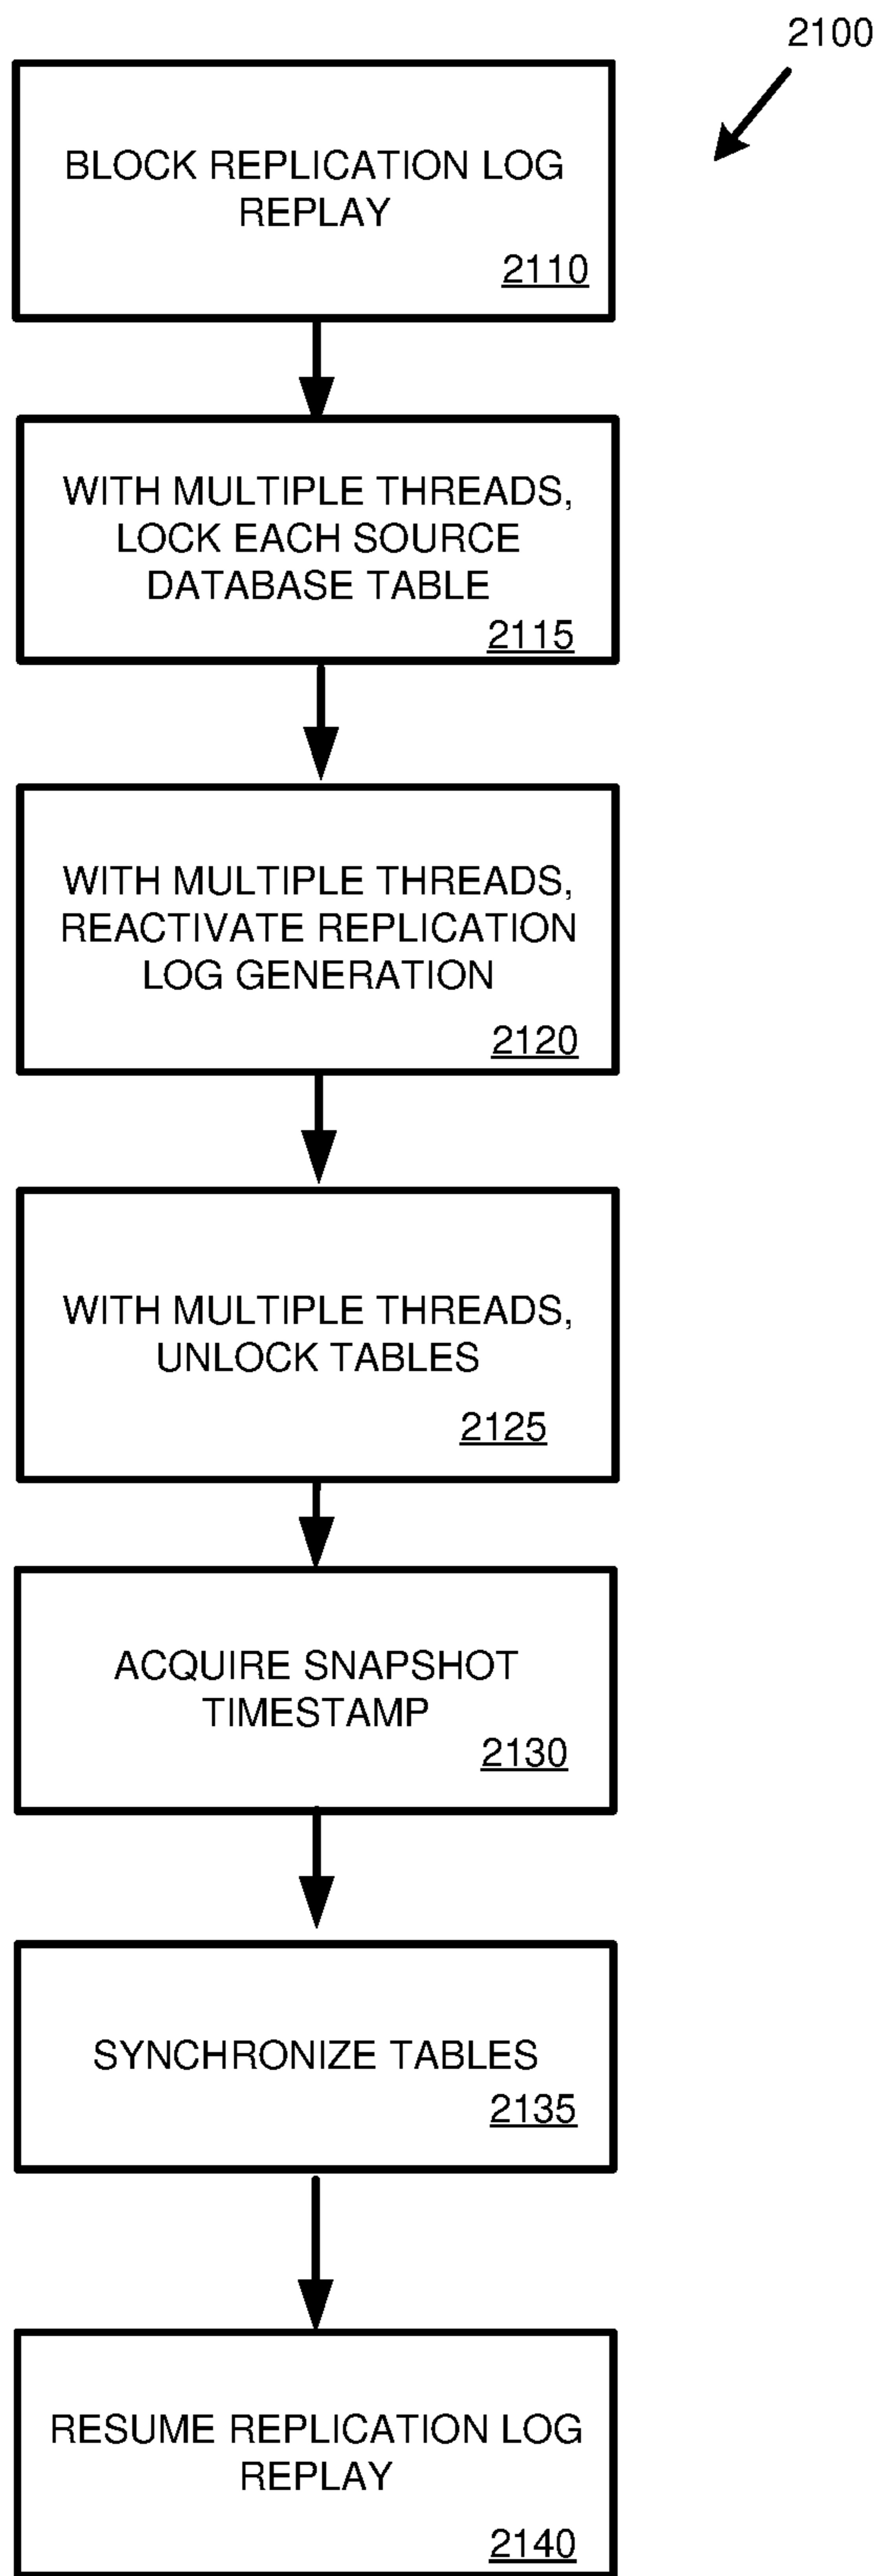 2100
BLOCK REPLICATION LOG
REPLAY
2110
WITH MULTIPLE THREADS,
LOCK EACH SOURCE
DATABASE TABLE
2115
WITH MULTIPLE THREADS,
REACTIVATE REPLICATION
LOG GENERATION
2120
WITH MULTIPLE THREADS,
UNLOCK TABLES
2125
ACQUIRE SNAPSHOT
TIMESTAMP
2130
SYNCHRONIZE TABLES
2135
RESUME REPLICATION LOG
REPLAY
2140